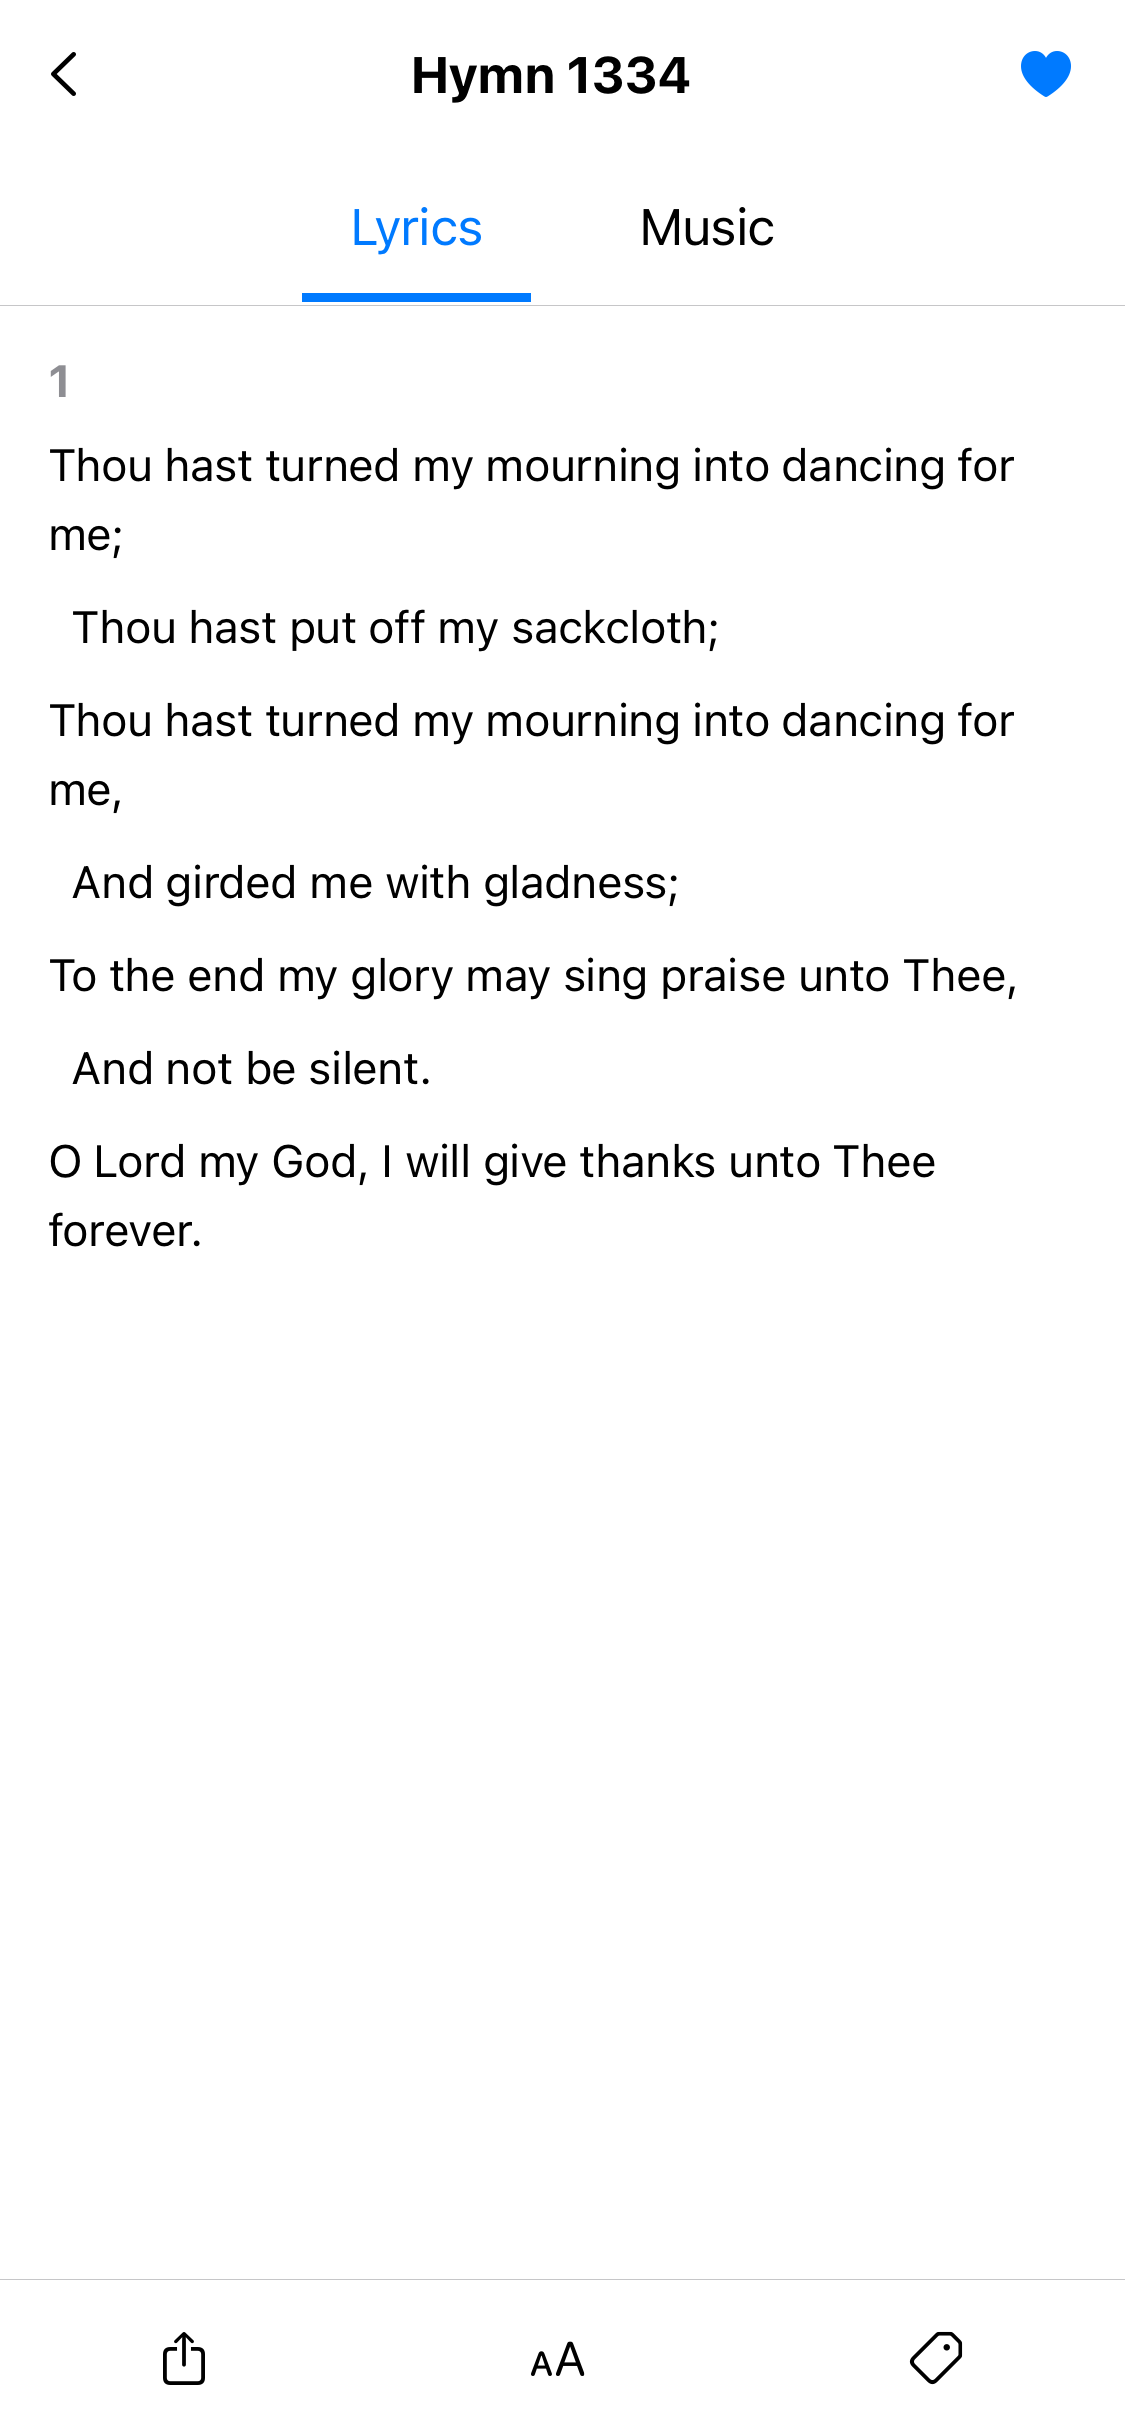 Hymn 1334
Lyrics Music
1
Thou hast turned my mourning into dancing for
me;
Thou hast put off my sackcloth;
Thou hast turned my mourning into dancing for
me,
And girded me with gladness;
To the end my glory may sing praise unto Thee,
And not be silent.
O Lord my God, I will give thanks unto Thee
forever.
AA